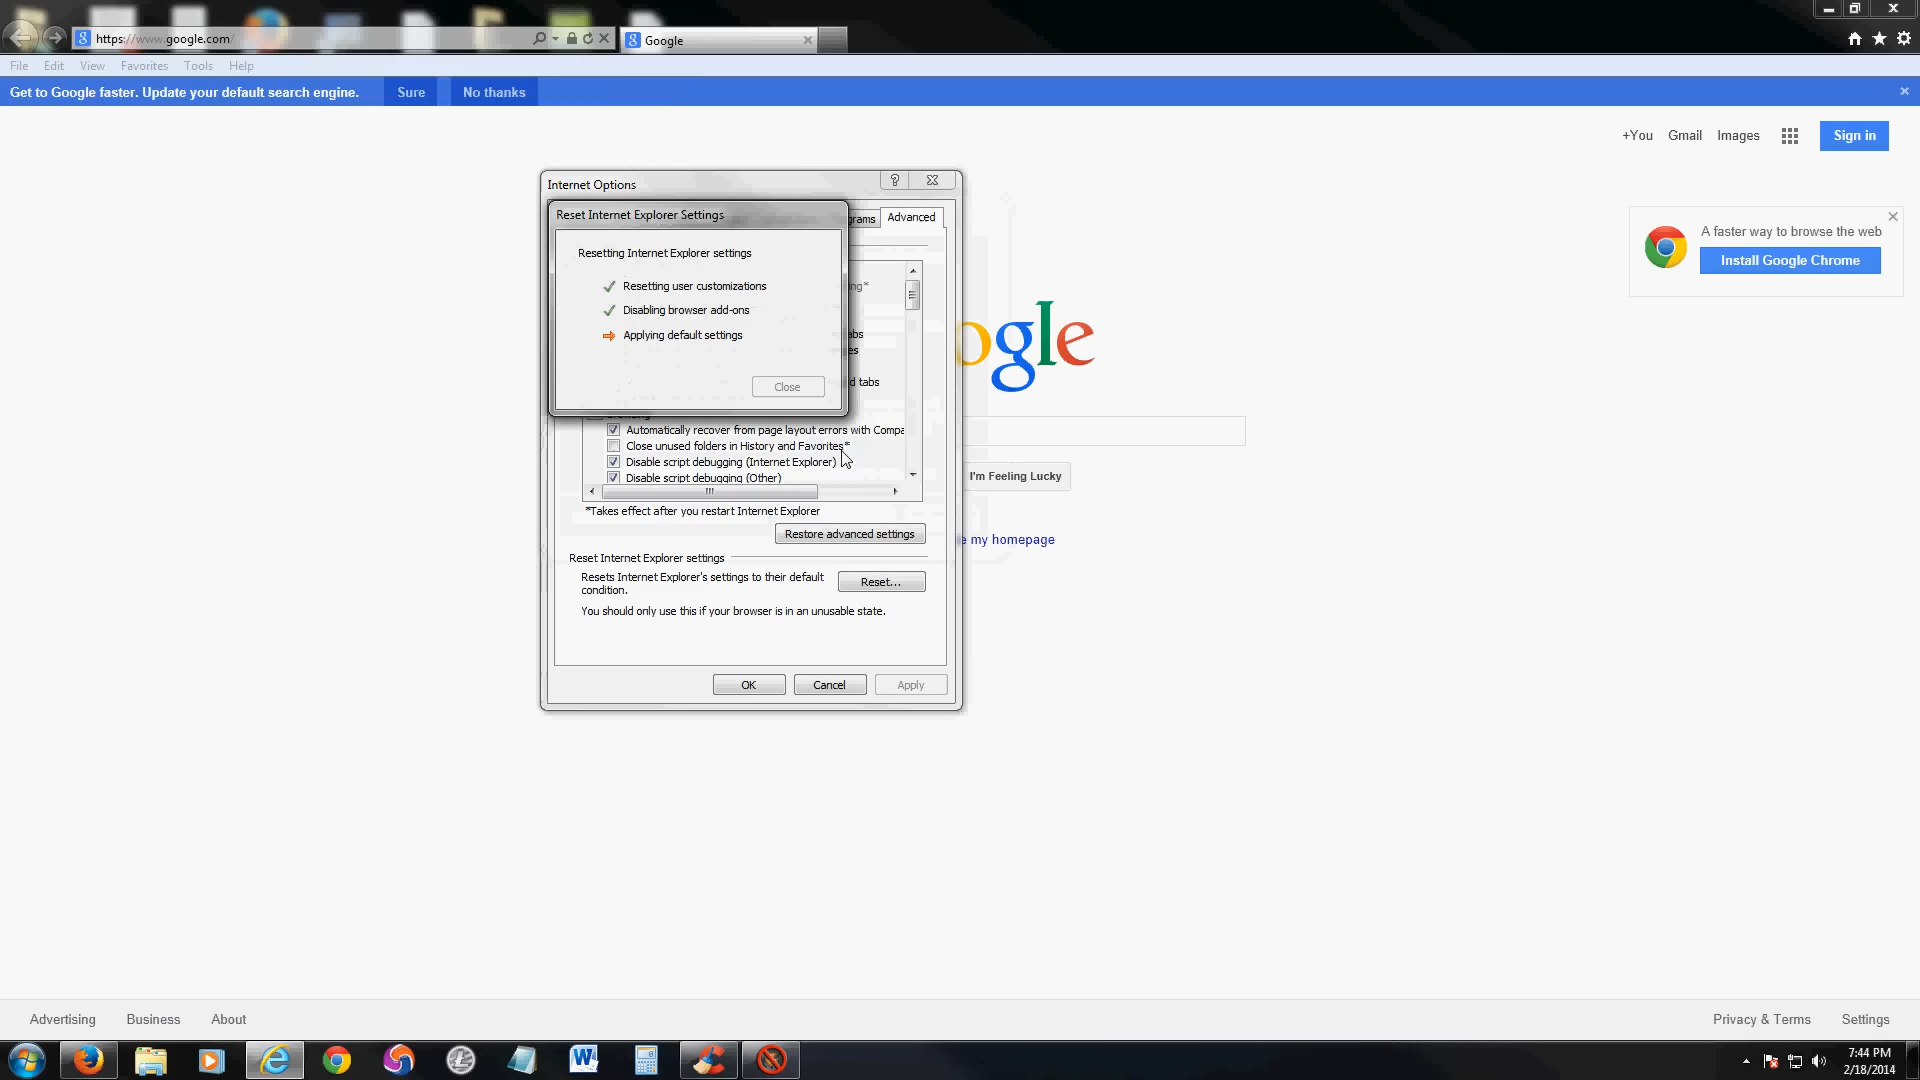 https://www.google.com/
Google
File Edit View Favorites Tools Help
Get to Google faster. Update your default search engine. Sure No thanks
+You Gmail Images Sign in
Internet Options
Advanced
Reset Internet Explorer Settings
Resetting Internet Explorer settings
Resetting user customizations
Disabling browser add-ons
Applying default settings
Close
A faster way to browse the web
Install Google Chrome
d tabs
Automatically recover from page layout errors with Compa
Close unused folders in History and Favorites*
Disable script debugging (Internet Explorer)
Disable script debugging (Other)
*Takes effect after you restart Internet Explorer
Restore advanced settings
Reset Internet Explorer settings
Resets Internet Explorer's settings to their default
condition.
Reset...
You should only use this if your browser is in an unusable state.
OK Cancel Apply
ogle
I'm Feeling Lucky
e my homepage
Advertising Business About
Privacy & Terms Settings
7:44 PM
2/18/2014